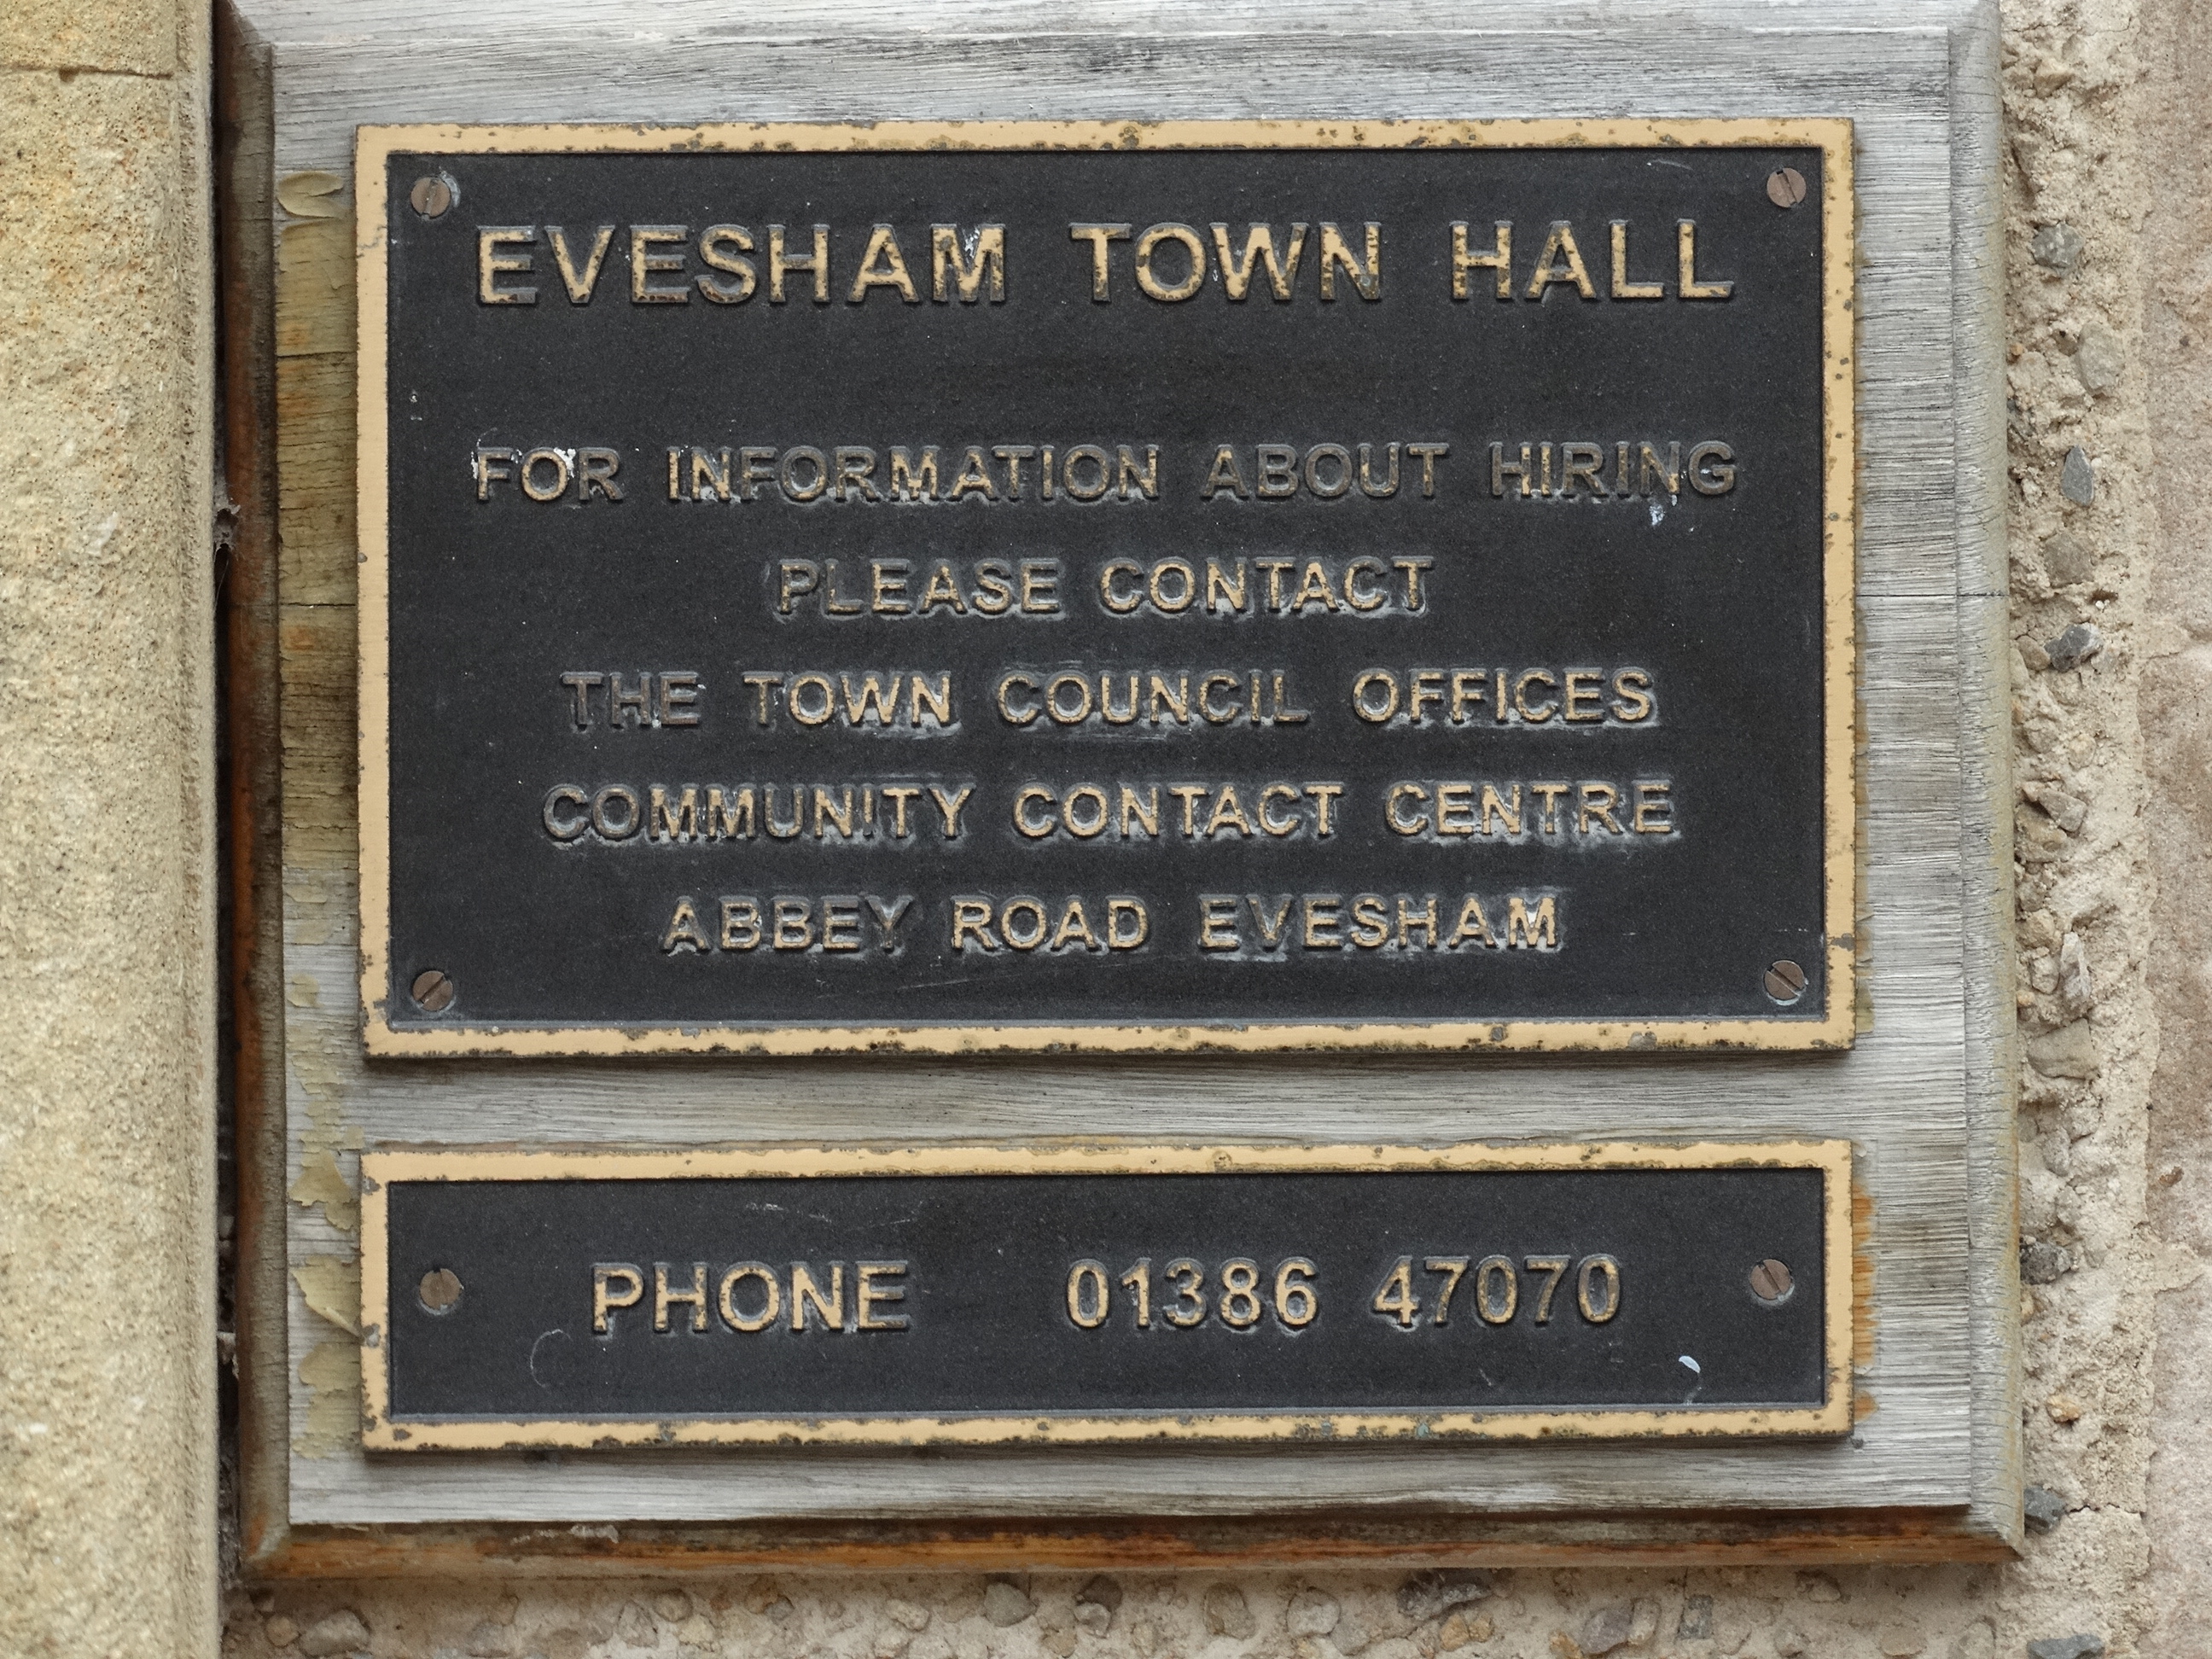 EVESHAM TOWN HALL
FOR INFORMATION ABOUT HIRING
PLEASE CONTACT
THE TOWN COUNCIL OFFICES
COMMUNITY CONTACT CENTRE
ABBEY ROAD EVESHAM
PHONE 01386 47070